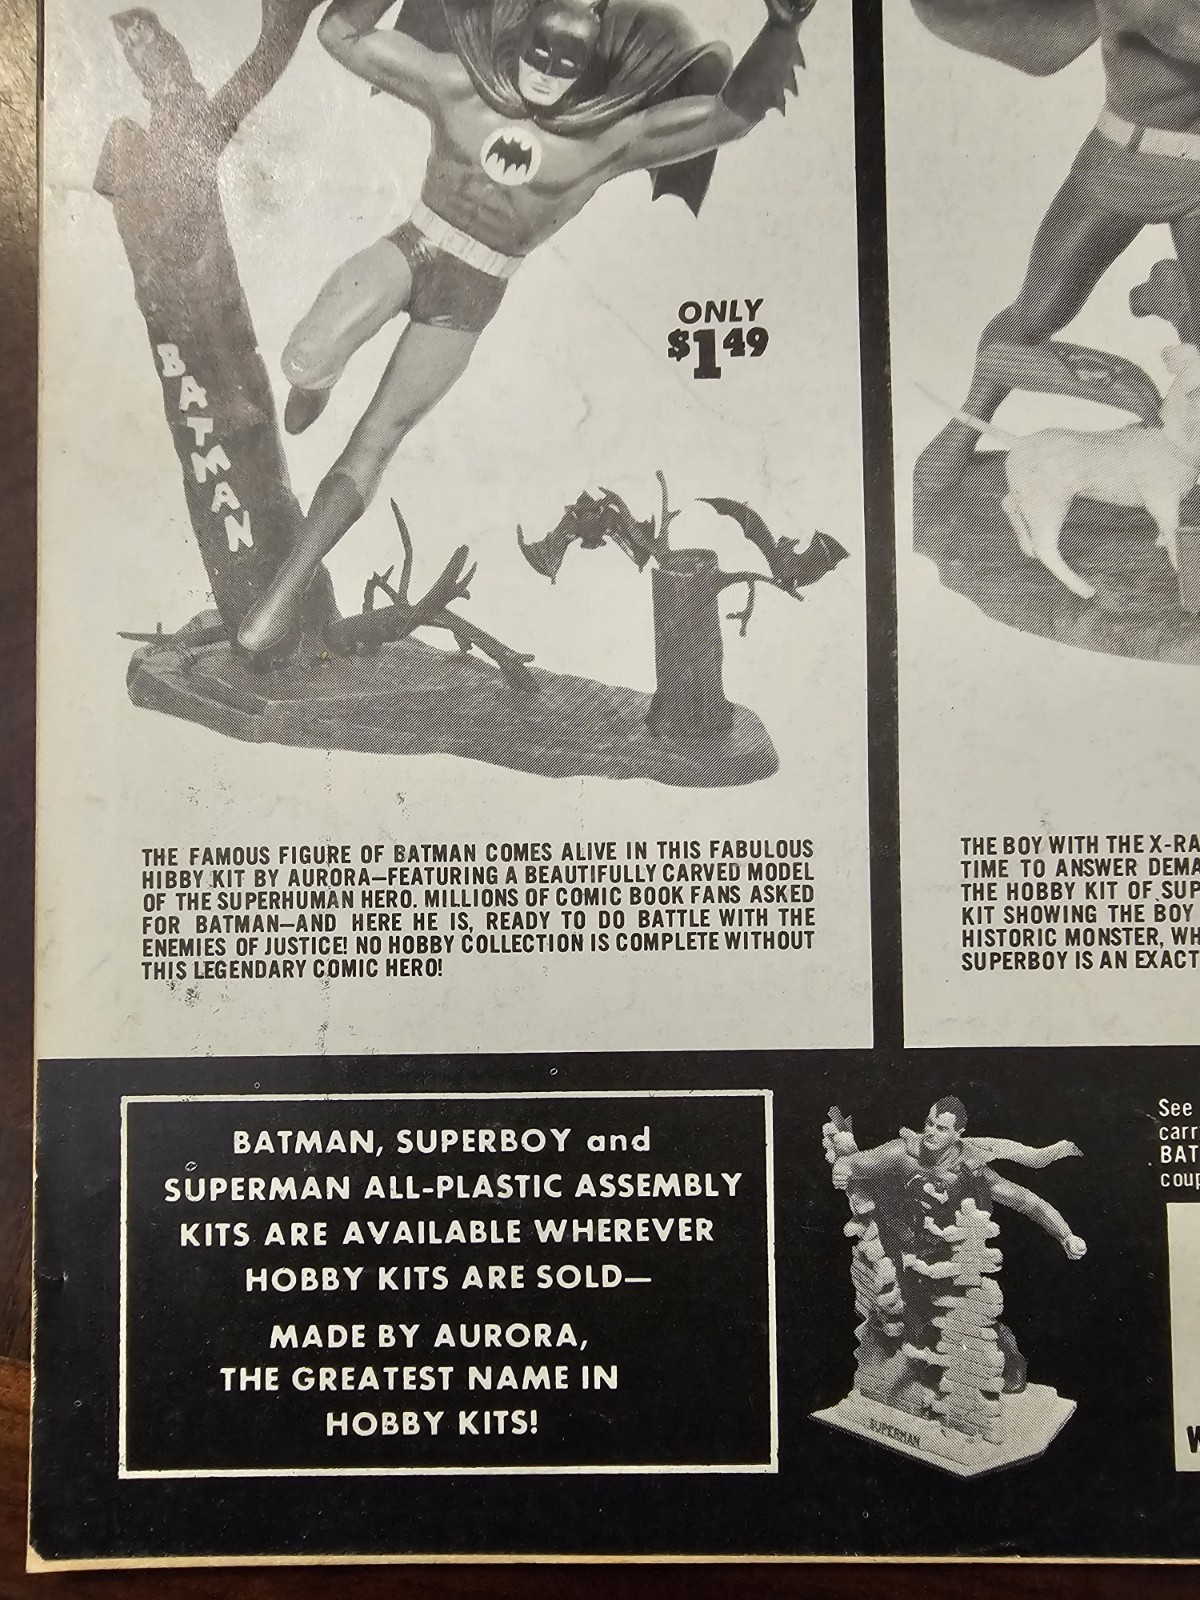 BATMAN
ONLY
$1.49
THE FAMOUS FIGURE OF BATMAN COMES ALIVE IN THIS FABULOUS
HIBBY KIT BY AURORA—FEATURING A BEAUTIFULLY CARVED MODEL
OF THE SUPERHUMAN HERO. MILLIONS OF COMIC BOOK FANS ASKED
FOR BATMAN—AND HERE HE IS, READY TO DO BATTLE WITH THE
ENEMIES OF JUSTICE! NO HOBBY COLLECTION IS COMPLETE WITHOUT
THIS LEGENDARY COMIC HERO!
THE BOY WITH THE X-RA
TIME TO ANSWER DEMA
THE HOBBY KIT OF SUP
KIT SHOWING THE BOY
HISTORIC MONSTER, WH
SUPERBOY IS AN EXACT
BATMAN, SUPERBOY and
SUPERMAN ALL-PLASTIC ASSEMBLY
KITS ARE AVAILABLE WHEREVER
HOBBY KITS ARE SOLD—
MADE BY AURORA,
THE GREATEST NAME IN
HOBBY KITS!
SUPERMAN
See
carr
BAT
coup
W